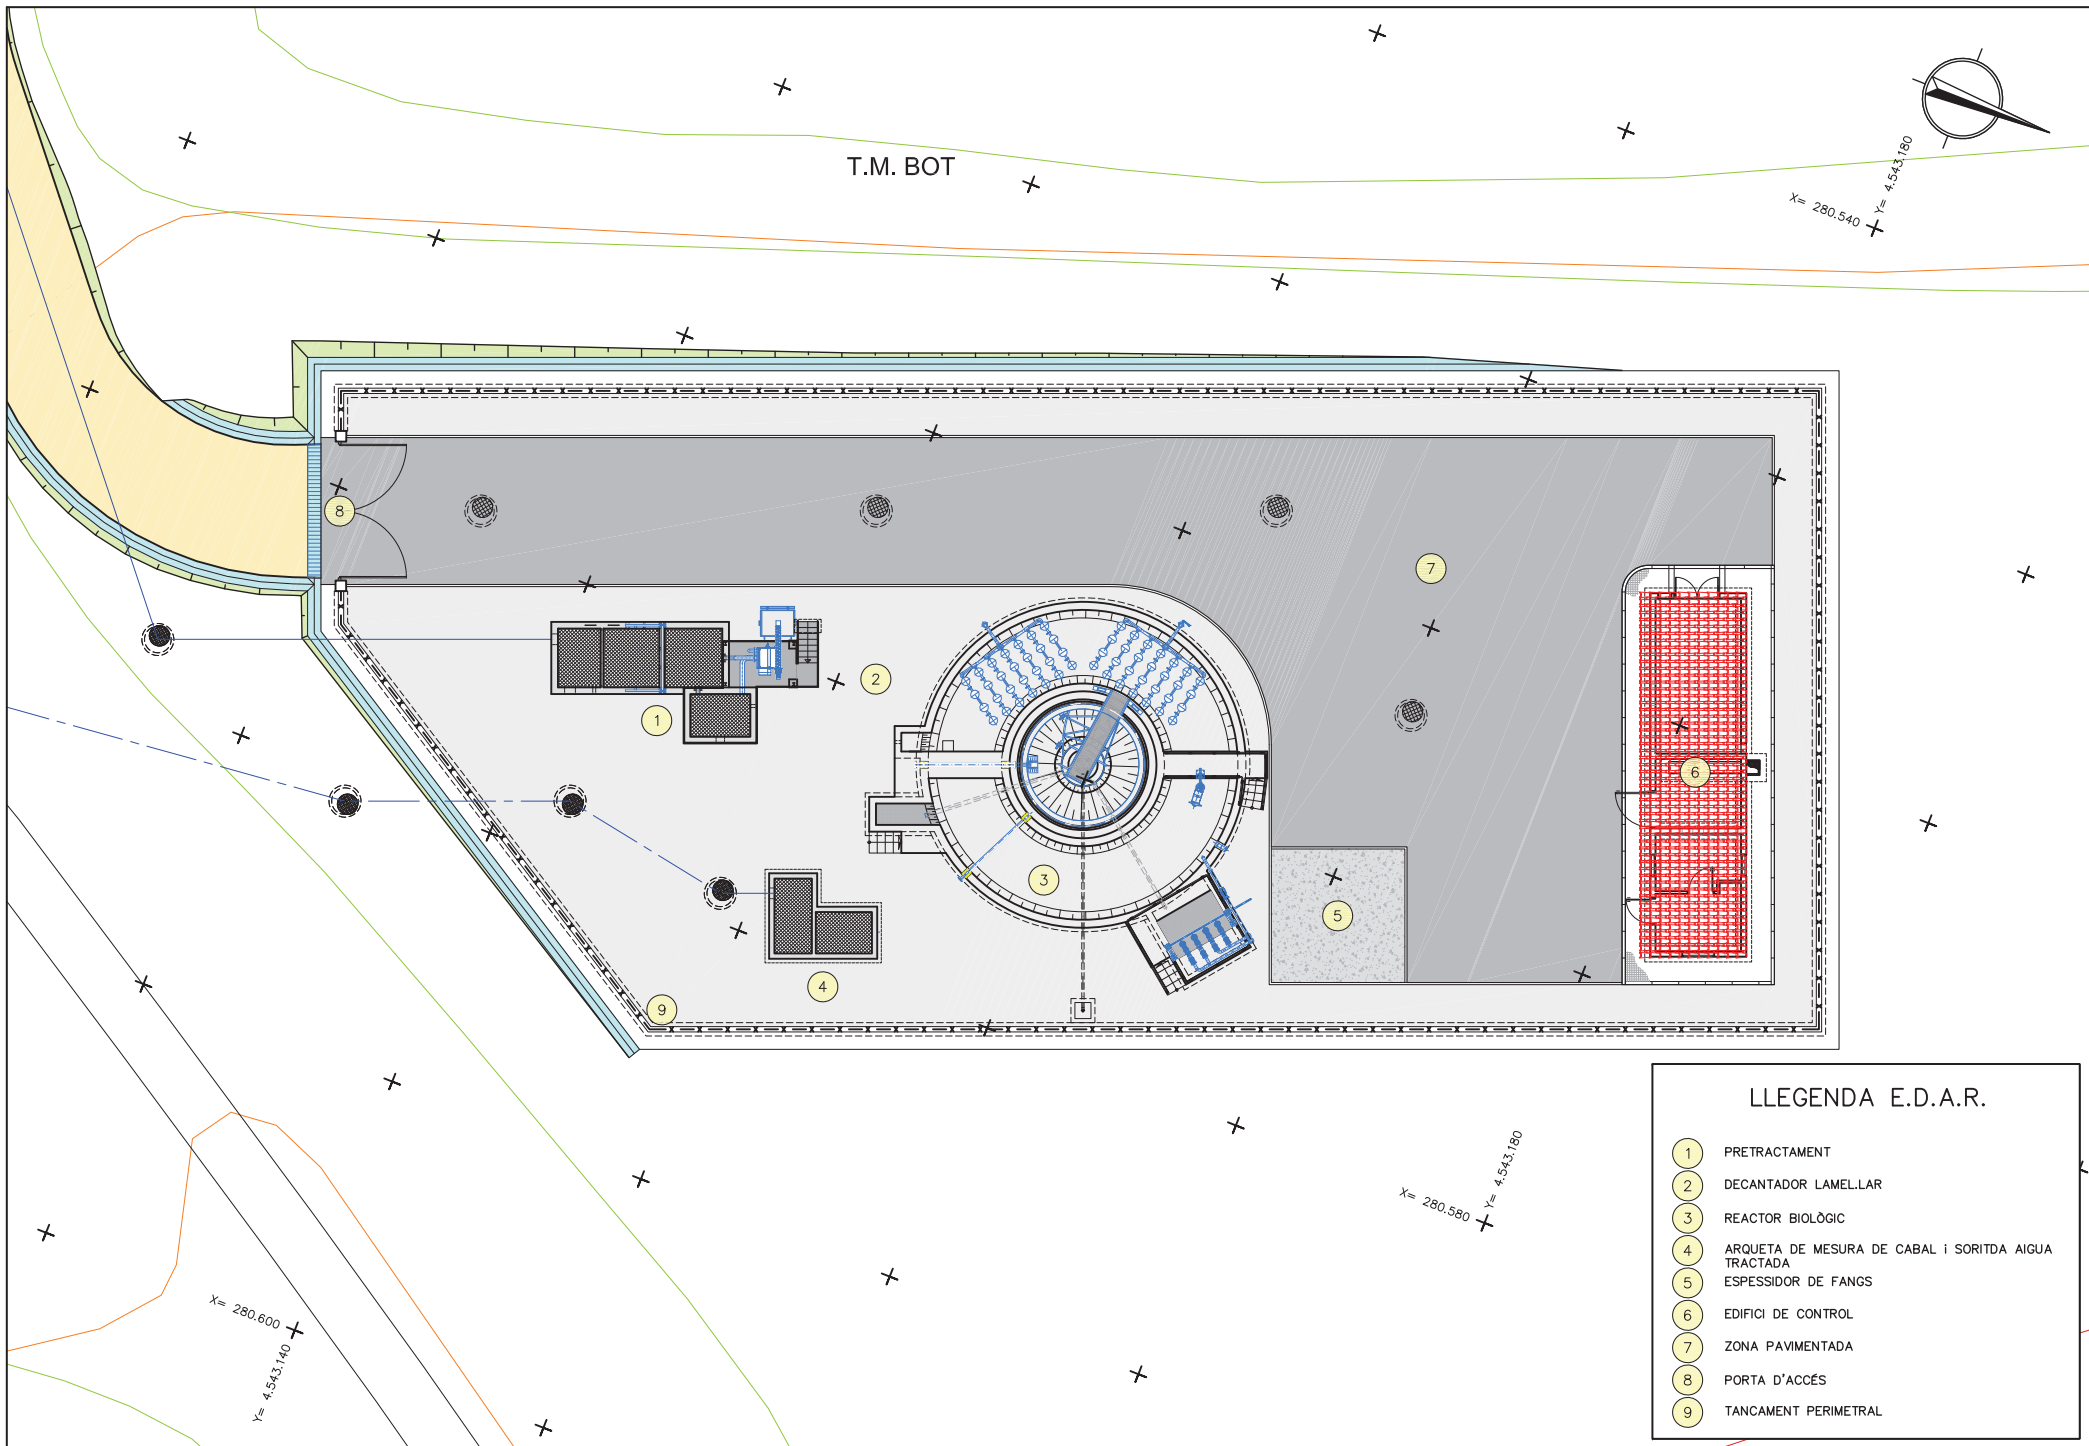 T.M. BOT
X= 280.540
Y= 4.543.180
8
7
1
2
6
3
5
4
9
X= 280.580
Y= 4.543.180
X= 280.600
Y= 4.543.140
LLEGENDA E.D.A.R.
1 PRETRACTAMENT
2 DECANTADOR LAMEL.LAR
3 REACTOR BIOLÒGIC
4 ARQUETA DE MESURA DE CABAL i SORITDA AIGUA
TRACTADA
5 ESPESSIDOR DE FANGS
6 EDIFICI DE CONTROL
7 ZONA PAVIMENTADA
8 PORTA D'ACCÉS
9 TANCAMENT PERIMETRAL